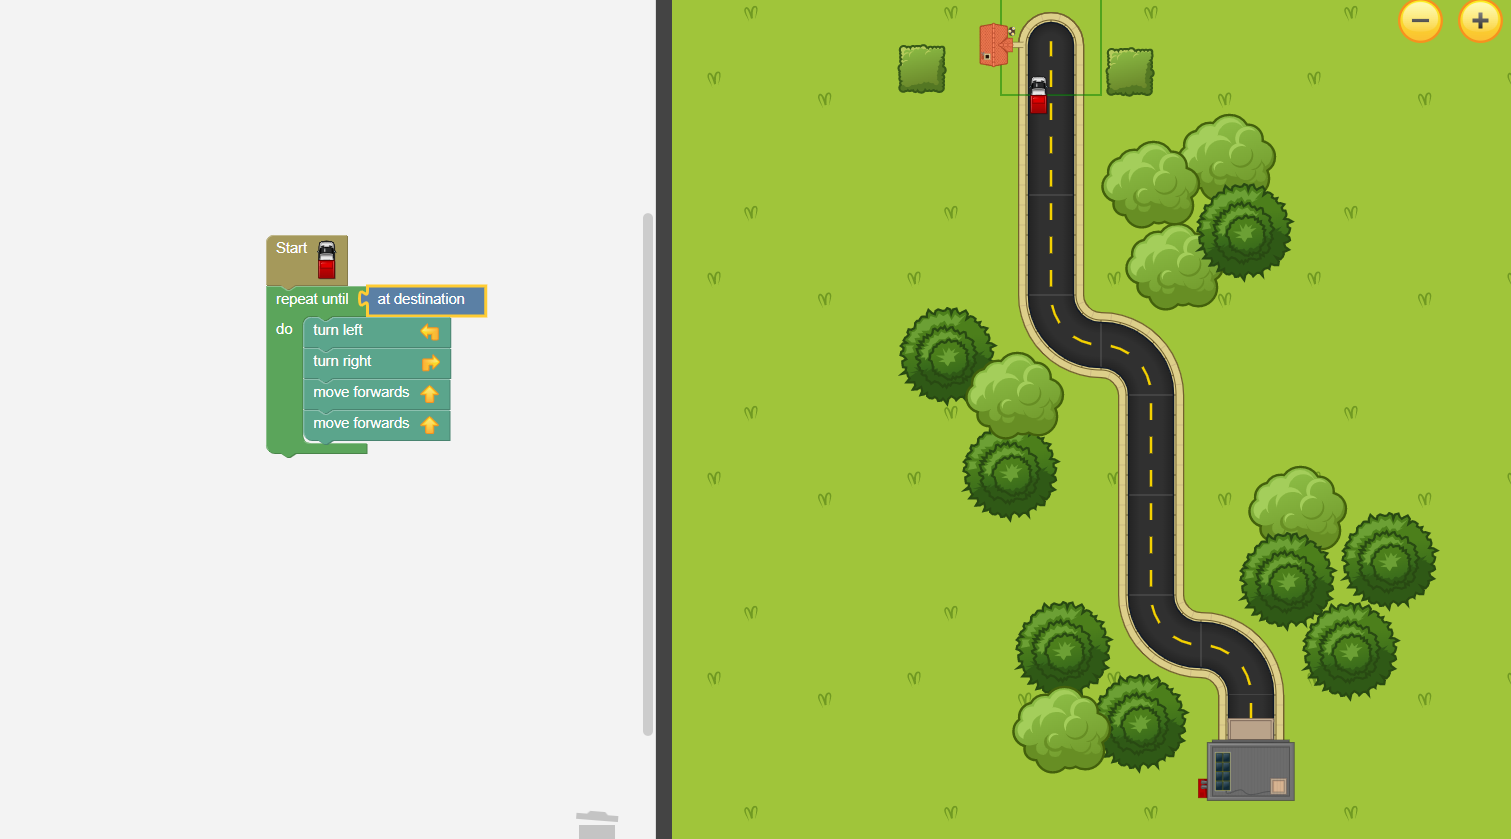 Start
repeat until at destination
do turn left
turn right
move forwards
move forwards